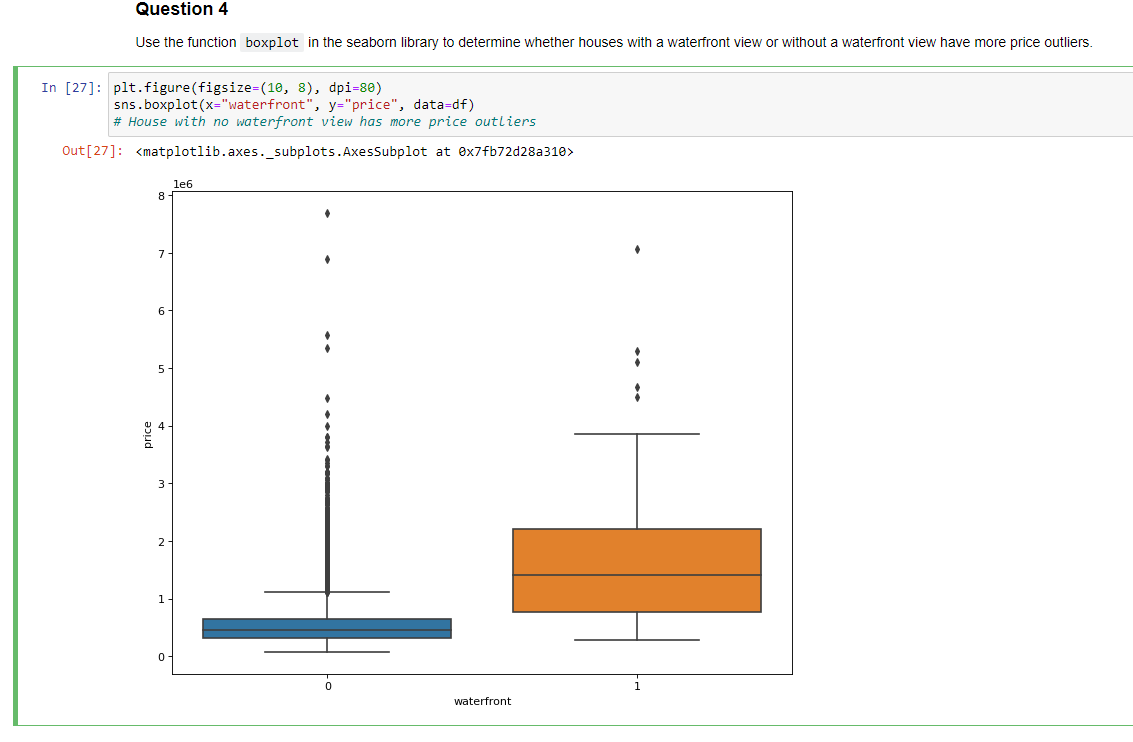 Question 4
Use the function boxplot in the seaborn library to determine whether houses with a waterfront view or without a waterfront view have more price outliers.
In [27]: plt.figure(figsize=(10, 8), dpi=80)
sns.boxplot(x="waterfront", y="price", data=df)
# House with no waterfront view has more price outliers
Out[27]: <matplotlib.axes._subplots.AxesSubplot at 0x7fb72d28a310>
1e6
8
7
6
5
4
price
3
2
1
0
0 1
waterfront